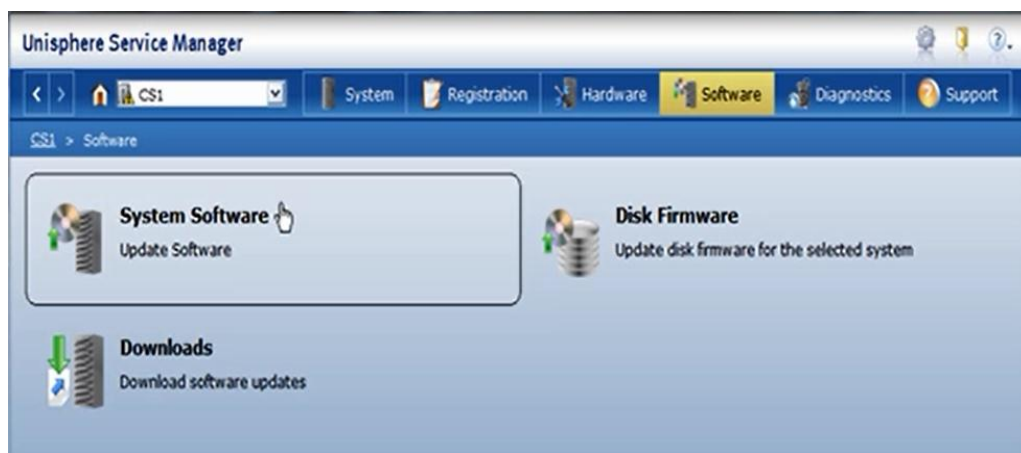 Unisphere Service Manager
CS1
System
Registration
Hardware
Software
Diagnostics
Support
CS1 > Software
System Software
Update Software
Disk Firmware
Update disk firmware for the selected system
Downloads
Download software updates